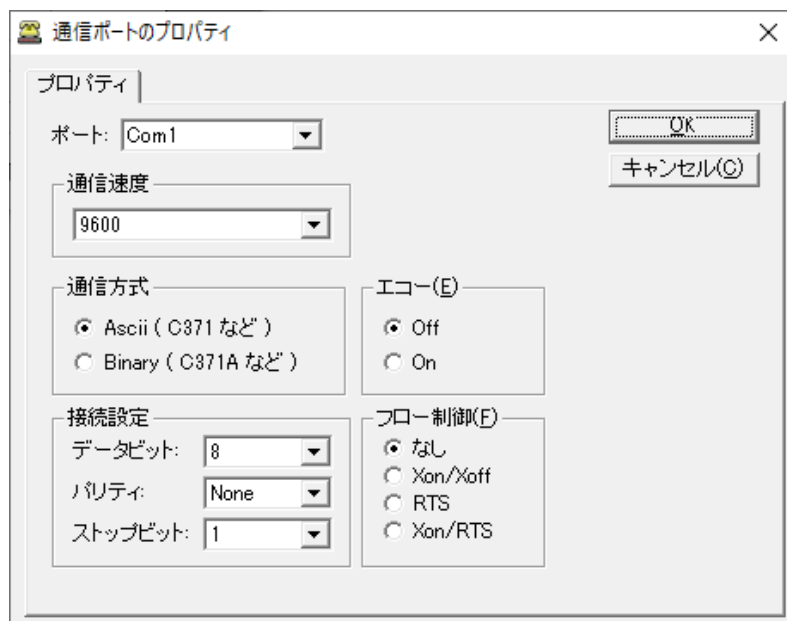 通信ポートのプロパティ
プロパティ
ポート: Com1
OK
キャンセル(C)
通信速度
9600
通信方式
Ascii ( C371 など )
Binary ( C371A など )
エコー(E)
Off
On
接続設定
データビット: 8
パリティ: None
ストップビット: 1
フロー制御(F)
なし
Xon/Xoff
RTS
Xon/RTS